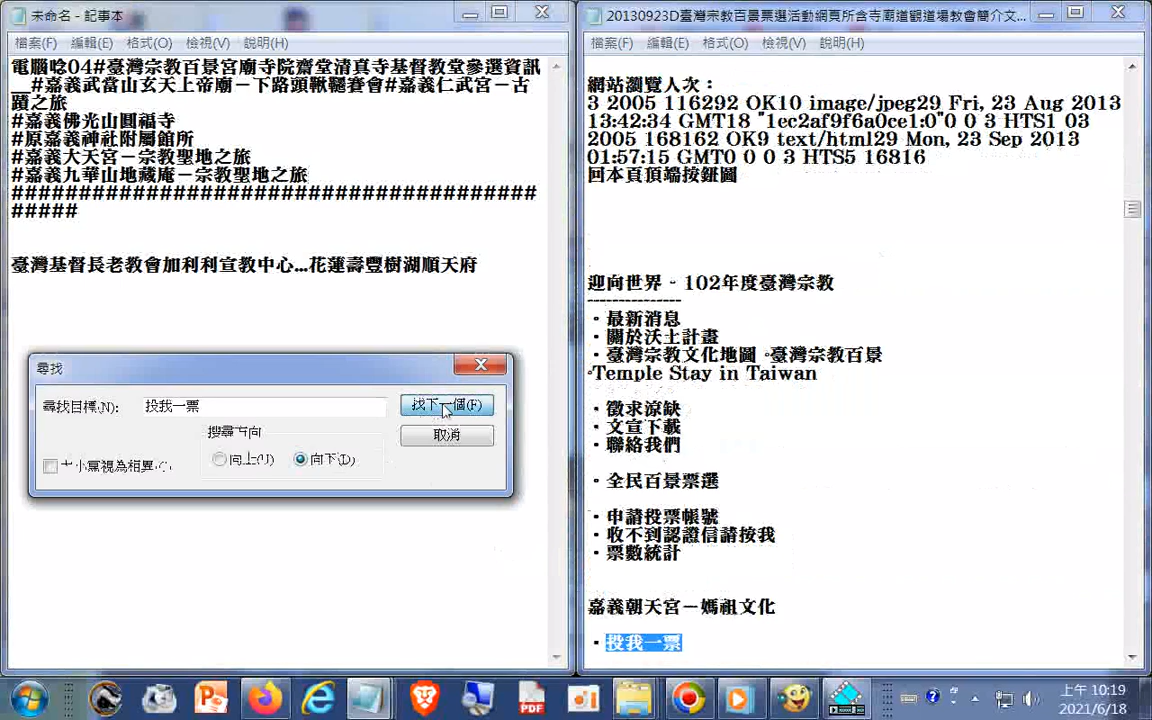 未命名 - 記事本
檔案(F) 編輯(E) 格式(O) 檢視(V) 說明(H)
電腦唸04#臺灣宗教百景宮廟寺院齋堂清真寺基督教堂參選資訊
__#嘉義武當山玄天上帝廟－下路頭鞦韆賽會#嘉義仁武宮－古
蹟之旅
#嘉義佛光山圓福寺
#原嘉義神社附屬館所
#嘉義大天宮－宗教聖地之旅
#嘉義九華山地藏庵－宗教聖地之旅
#######################################
#####
臺灣基督長老教會加利利宣教中心...花蓮壽豐樹湖順天府
尋找
尋找目標(N): 投我一票
找下一個(F)
搜尋方向
取消
向上(U) 向下(D)
20130923D臺灣宗教百景票選活動網頁所含寺廟道觀道場教會簡介文...
檔案(F) 編輯(E) 格式(O) 檢視(V) 說明(H)
網站瀏覽人次：
3 2005 116292 OK10 image/jpeg29 Fri, 23 Aug 2013
13:42:34 GMT18 "1ec2af9f6a0ce1:0"0 0 3 HTS1 03
2005 168162 OK9 text/html29 Mon, 23 Sep 2013
01:57:15 GMT0 0 0 3 HTS5 16816
回本頁頂端按鈕圖
迎向世界 - 102年度臺灣宗教
---------------
·最新消息
·關於沃土計畫
·臺灣宗教文化地圖 ·臺灣宗教百景
·Temple Stay in Taiwan
·徵求遺缺
·文宣下載
·聯絡我們
·全民百景票選
·申請投票帳號
·收不到認證信請按我
·票數統計
嘉義朝天宮－媽祖文化
·投我一票
PDF
上午 10:19
2021/6/18